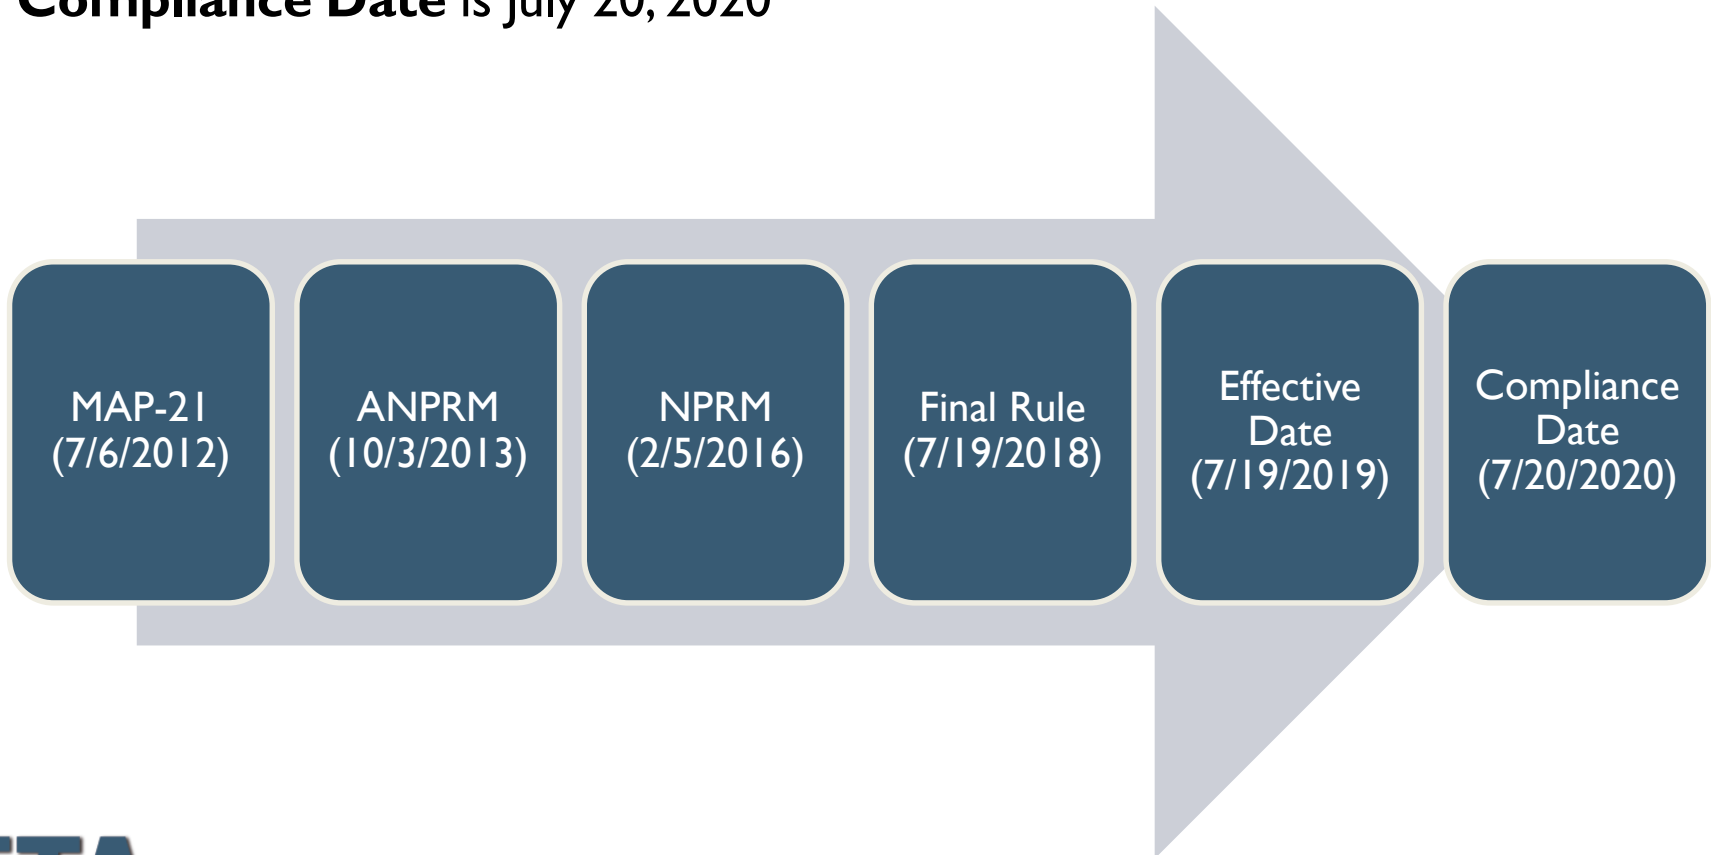 Compliance Date is July 20, 2020
MAP-21
(7/6/2012)
ANPRM
(10/3/2013)
NPRM
(2/5/2016)
Final Rule
(7/19/2018)
Effective
Date
(7/19/2019)
Compliance
Date
(7/20/2020)